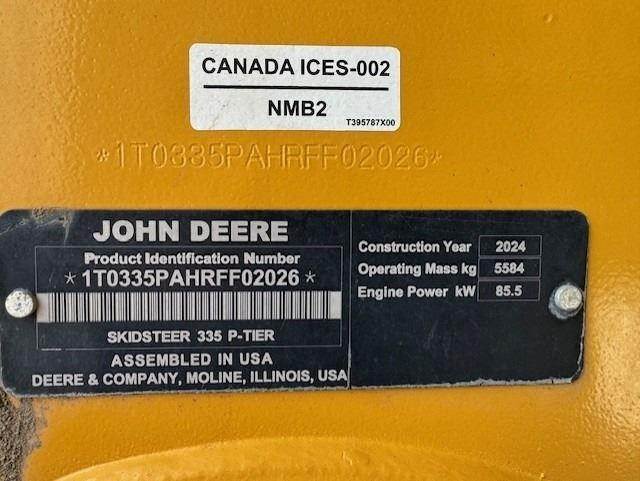 CANADA ICES-002
NMB2
T395787X00
*1T0335PAHRFF02026*
JOHN DEERE
Product Identification Number
*1T0335PAHRFF02026*
SKIDSTEER 335 P-TIER
ASSEMBLED IN USA
DEERE & COMPANY, MOLINE, ILLINOIS, USA
Construction Year 2024
Operating Mass kg 5584
Engine Power kW 85.5